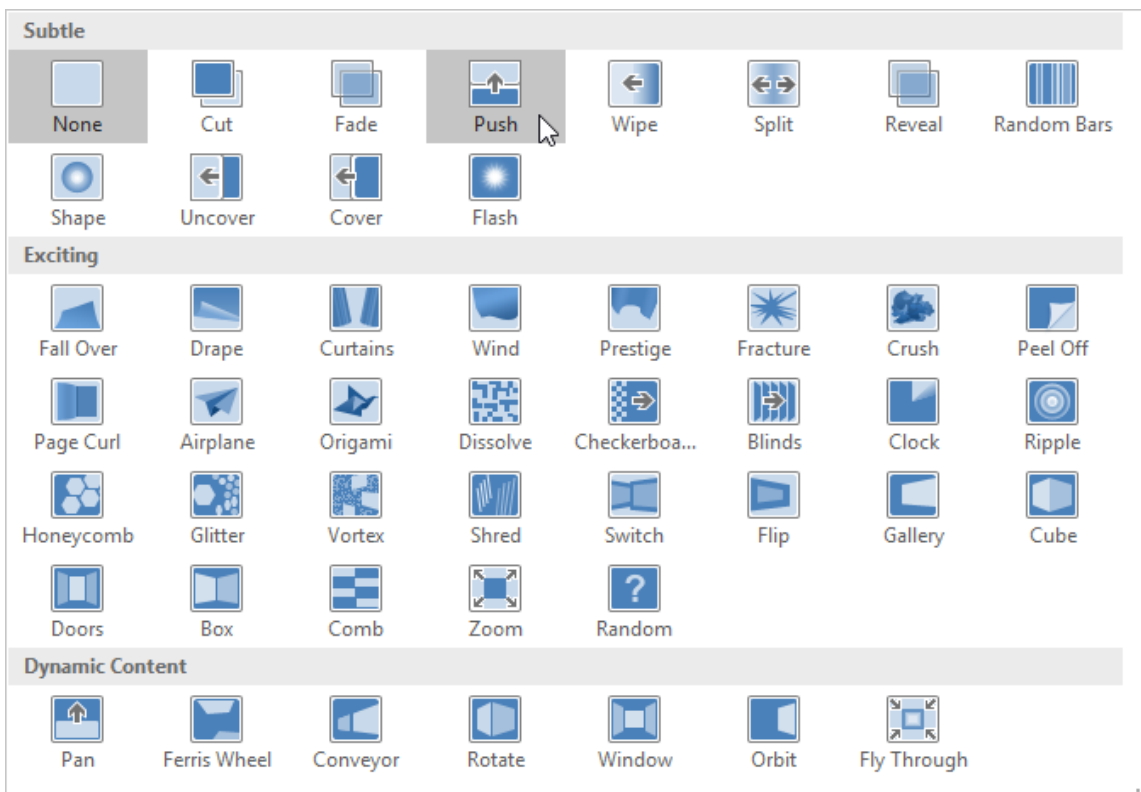 Subtle
None Cut Fade Push Wipe Split Reveal Random Bars
Shape Uncover Cover Flash
Exciting
Fall Over Drape Curtains Wind Prestige Fracture Crush Peel Off
Page Curl Airplane Origami Dissolve Checkerboa... Blinds Clock Ripple
Honeycomb Glitter Vortex Shred Switch Flip Gallery Cube
Doors Box Comb Zoom Random
?
Dynamic Content
Pan Ferris Wheel Conveyor Rotate Window Orbit Fly Through